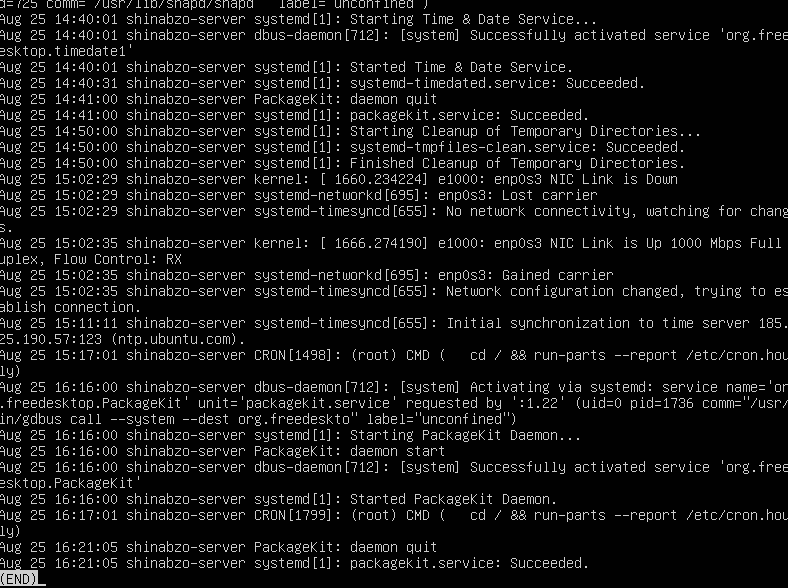 d=725 comm="/usr/lib/snapd/snapd " label="unconfined")
Aug 25 14:40:01 shinabzo-server systemd[1]: Starting Time & Date Service...
Aug 25 14:40:01 shinabzo-server dbus-daemon[712]: [system] Successfully activated service 'org.free
esktop.timedate1'
Aug 25 14:40:01 shinabzo-server systemd[1]: Started Time & Date Service.
Aug 25 14:40:31 shinabzo-server systemd[1]: systemd-timedated.service: Succeeded.
Aug 25 14:41:00 shinabzo-server PackageKit: daemon quit
Aug 25 14:41:00 shinabzo-server systemd[1]: packagekit.service: Succeeded.
Aug 25 14:50:00 shinabzo-server systemd[1]: Starting Cleanup of Temporary Directories...
Aug 25 14:50:00 shinabzo-server systemd[1]: systemd-tmpfiles-clean.service: Succeeded.
Aug 25 14:50:00 shinabzo-server systemd[1]: Finished Cleanup of Temporary Directories.
Aug 25 15:02:29 shinabzo-server kernel: [ 1660.234224] e1000: enp0s3 NIC Link is Down
Aug 25 15:02:29 shinabzo-server systemd-networkd[695]: enp0s3: Lost carrier
Aug 25 15:02:29 shinabzo-server systemd-timesyncd[655]: No network connectivity, watching for chang
s.
Aug 25 15:02:35 shinabzo-server kernel: [ 1666.274190] e1000: enp0s3 NIC Link is Up 1000 Mbps Full
uplex, Flow Control: RX
Aug 25 15:02:35 shinabzo-server systemd-networkd[695]: enp0s3: Gained carrier
Aug 25 15:02:35 shinabzo-server systemd-timesyncd[655]: Network configuration changed, trying to es
ablish connection.
Aug 25 15:11:11 shinabzo-server systemd-timesyncd[655]: Initial synchronization to time server 185.
25.190.57:123 (ntp.ubuntu.com).
Aug 25 15:17:01 shinabzo-server CRON[1498]: (root) CMD (   cd / && run-parts --report /etc/cron.hou
ly)
Aug 25 16:16:00 shinabzo-server dbus-daemon[712]: [system] Activating via systemd: service name='or
.freedesktop.PackageKit' unit='packagekit.service' requested by ':1.22' (uid=0 pid=1736 comm="/usr/
in/gdbus call --system --dest org.freedeskto" label="unconfined")
Aug 25 16:16:00 shinabzo-server systemd[1]: Starting PackageKit Daemon...
Aug 25 16:16:00 shinabzo-server PackageKit: daemon start
Aug 25 16:16:00 shinabzo-server dbus-daemon[712]: [system] Successfully activated service 'org.free
esktop.PackageKit'
Aug 25 16:16:00 shinabzo-server systemd[1]: Started PackageKit Daemon.
Aug 25 16:17:01 shinabzo-server CRON[1799]: (root) CMD (   cd / && run-parts --report /etc/cron.hou
ly)
Aug 25 16:21:05 shinabzo-server PackageKit: daemon quit
Aug 25 16:21:05 shinabzo-server systemd[1]: packagekit.service: Succeeded.
(END)